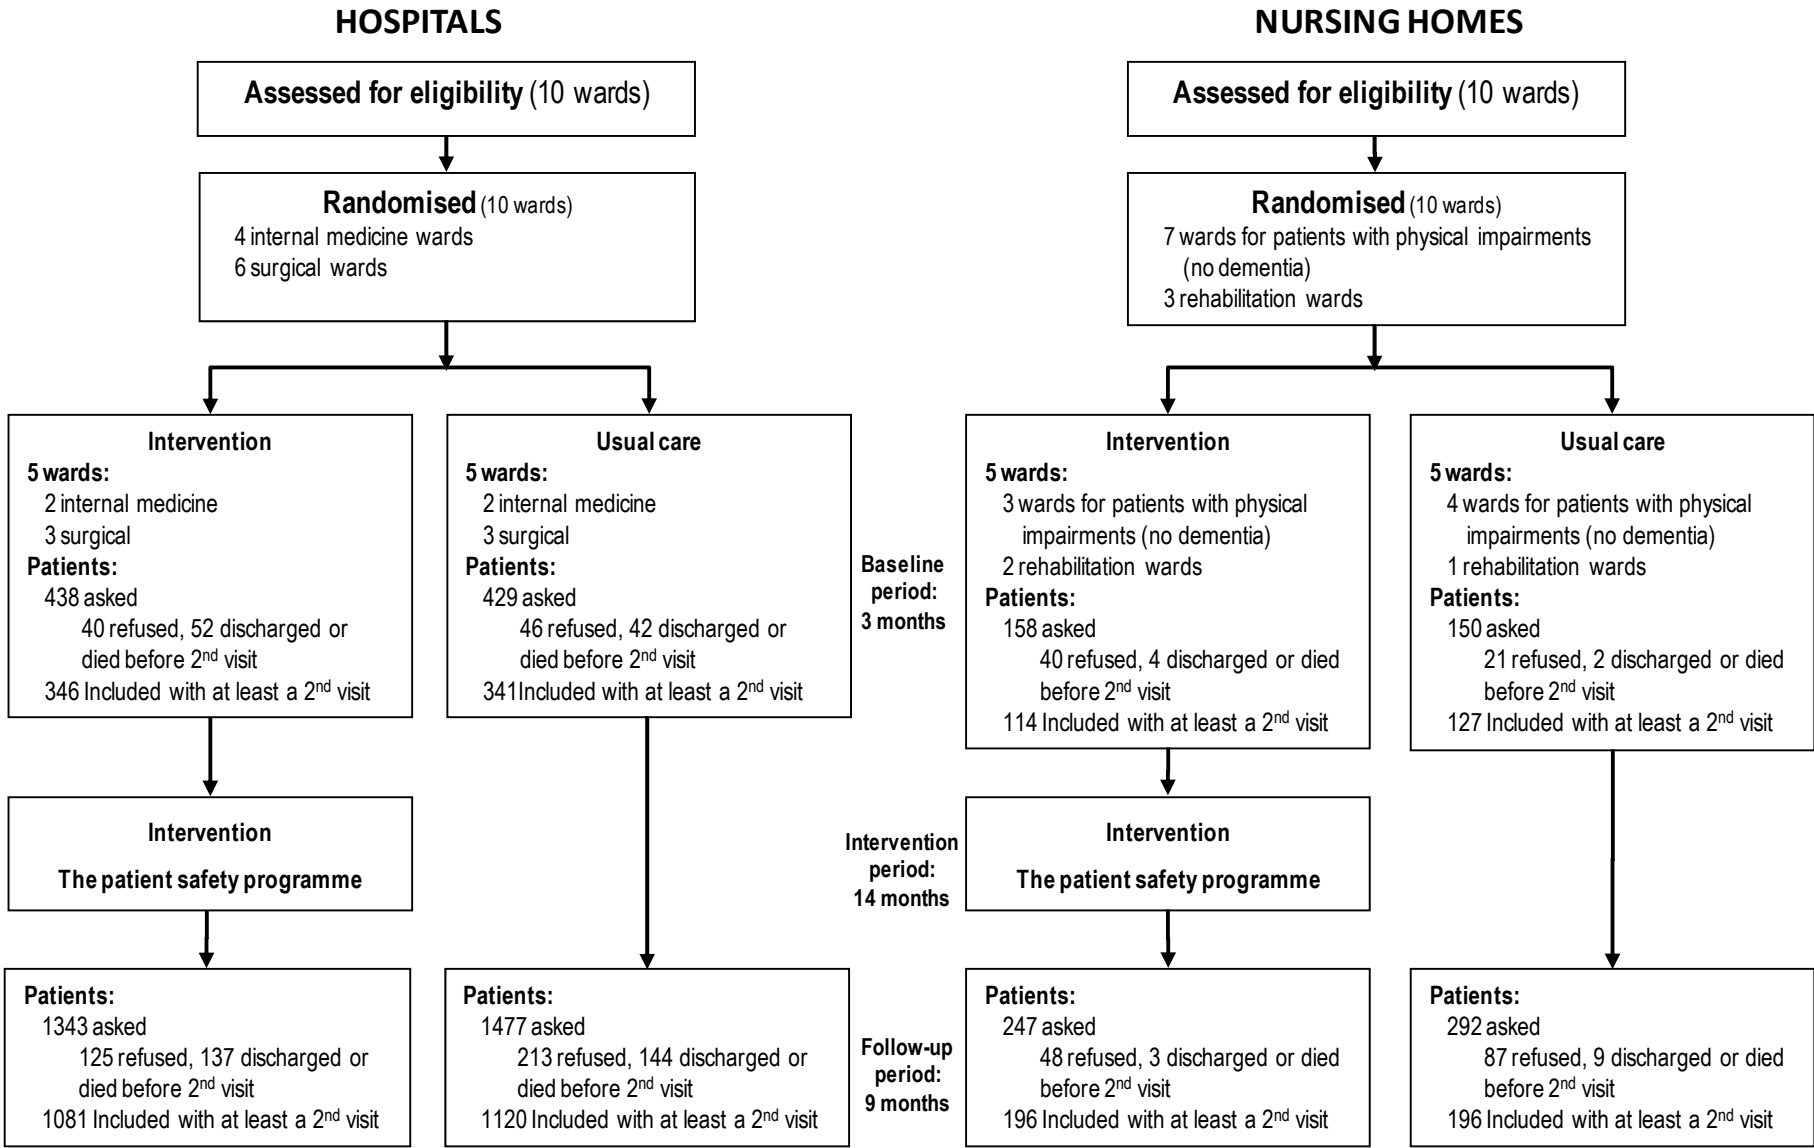 HOSPITALS
Assessed for eligibility (10 wards)
Randomised (10 wards)
4 internal medicine wards
6 surgical wards
Intervention
5 wards:
2 internal medicine
3 surgical
Patients:
438 asked
40 refused, 52 discharged or
died before 2nd visit
346 Included with at least a 2nd visit
Usual care
5 wards:
2 internal medicine
3 surgical
Patients:
429 asked
46 refused, 42 discharged or
died before 2nd visit
341Included with at least a 2nd visit
Intervention
The patient safety programme
Patients:
1343 asked
125 refused, 137 discharged or
died before 2nd visit
1081 Included with at least a 2nd visit
Patients:
1477 asked
213 refused, 144 discharged or
died before 2nd visit
1120 Included with at least a 2nd visit
Baseline
period:
3 months
Intervention
period:
14 months
Follow-up
period:
9 months
NURSING HOMES
Assessed for eligibility (10 wards)
Randomised (10 wards)
7 wards for patients with physical impairments
(no dementia)
3 rehabilitation wards
Intervention
5 wards:
3 wards for patients with physical
impairments (no dementia)
2 rehabilitation wards
Patients:
158 asked
40 refused, 4 discharged or died
before 2nd visit
114 Included with at least a 2nd visit
Usual care
5 wards:
4 wards for patients with physical
impairments (no dementia)
1 rehabilitation wards
Patients:
150 asked
21 refused, 2 discharged or died
before 2nd visit
127 Included with at least a 2nd visit
Intervention
The patient safety programme
Patients:
247 asked
48 refused, 3 discharged or died
before 2nd visit
196 Included with at least a 2nd visit
Patients:
292 asked
87 refused, 9 discharged or died
before 2nd visit
196 Included with at least a 2nd visit